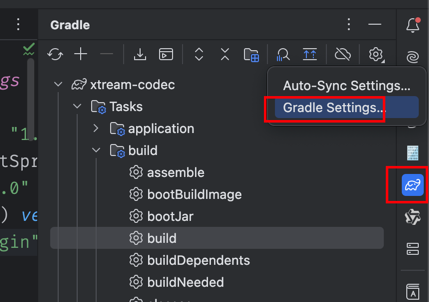 Gradle
gs
Auto-Sync Settings...
Gradle Settings...
xtream-codec
Tasks
application
build
assemble
bootBuildImage
bootJar
build
buildDependents
buildNeeded
"1.
tSpr
.0"
) ve
gin"